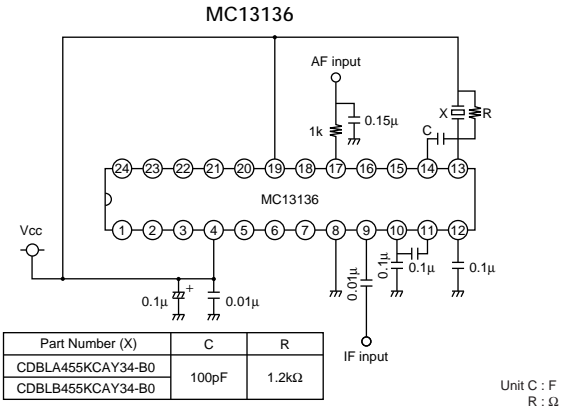 MC13136
AF input
0.15μ
1k
X
R
C
24 23 22 21 20 19 18 17 16 15 14 13
MC13136
1 2 3 4 5 6 7 8 9 10 11 12
Vcc
0.1μ
+
0.01μ
0.01μ
0.1μ
0.1μ
0.1μ
IF input
Part Number (X) C R
CDBLA455KCAY34-B0 100pF 1.2kΩ
CDBLB455KCAY34-B0
Unit C : F
R : Ω